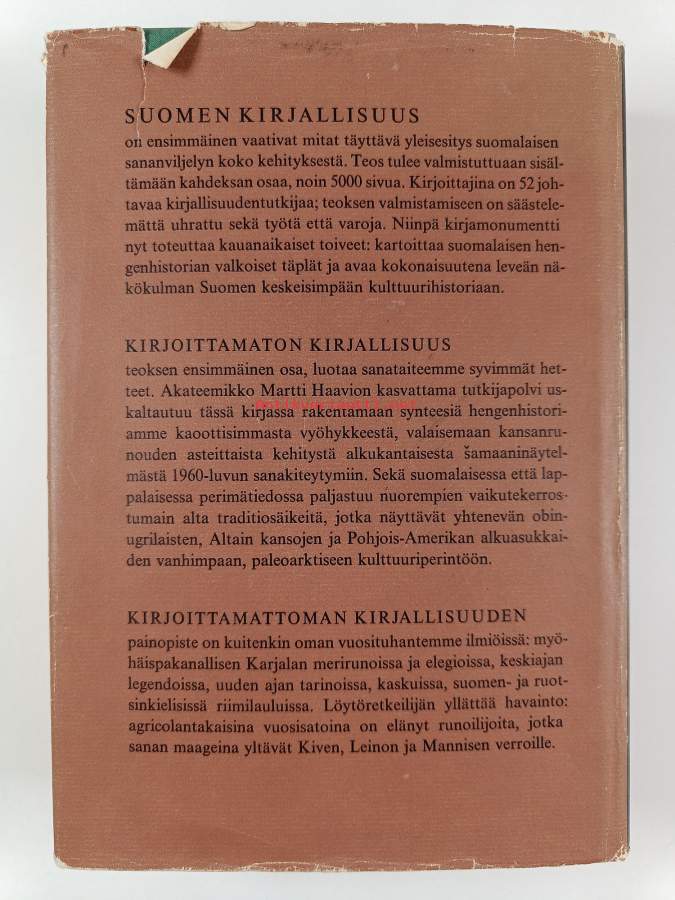 SUOMEN KIRJALLISUUS
on ensimmäinen vaativat mitat täyttävä yleisesitys suomalaisen
sananviljelyn koko kehityksestä. Teos tulee valmistuttuaan sisäl-
tämään kahdeksan osaa, noin 5000 sivua. Kirjoittajina on 52 joh-
tavaa kirjallisuudentutkijaa; teoksen valmistamiseen on säästele-
mättä uhrattu sekä työtä että varoja. Niinpä kirjamonumentti
nyt toteuttaa kauanaikaiset toiveet: kartoittaa suomalaisen hen-
genhistorian valkoiset täplät ja avaa kokonaisuutena leveän nä-
kökulman Suomen keskeisimpään kulttuurihistoriaan.
KIRJOITTAMATON KIRJALLISUUS
teoksen ensimmäinen osa, luotaa sanataiteemme syvimmät het-
teet. Akateemikko Martti Haavion kasvattama tutkijapolvi us-
kaltautuu tässä kirjassa rakentamaan synteesiä hengenhistori-
amme kaoottisimmasta vyöhykkeestä, valaisemaan kansanru-
nouden asteittaista kehitystä alkukantaisesta šamaaninäytel-
mästä 1960-luvun sanakiteytymiin. Sekä suomalaisessa että lap-
palaisessa perimätiedossa paljastuu nuorempien vaikutekerros-
tumain alta traditiosäikeitä, jotka näyttävät yhtenevän obin-
ugrilaisten, Altain kansojen ja Pohjois-Amerikan alkuasukkai-
den vanhimpaan, paleoarktiseen kulttuuriperintöön.
KIRJOITTAMATTOMAN KIRJALLISUUDEN
painopiste on kuitenkin oman vuosituhantemme ilmiöissä: myö-
häispakanallisen Karjalan merirunoissa ja elegioissa, keskiajan
legendoissa, uuden ajan tarinoissa, kaskuissa, suomen- ja ruot-
sinkielisissä riimilauluissa. Löytöretkeilijän yllättää havainto:
agricolantakaisina vuosisatoina on elänyt runoilijoita, jotka
sanan maageina yltävät Kiven, Leinon ja Mannisen verroille.